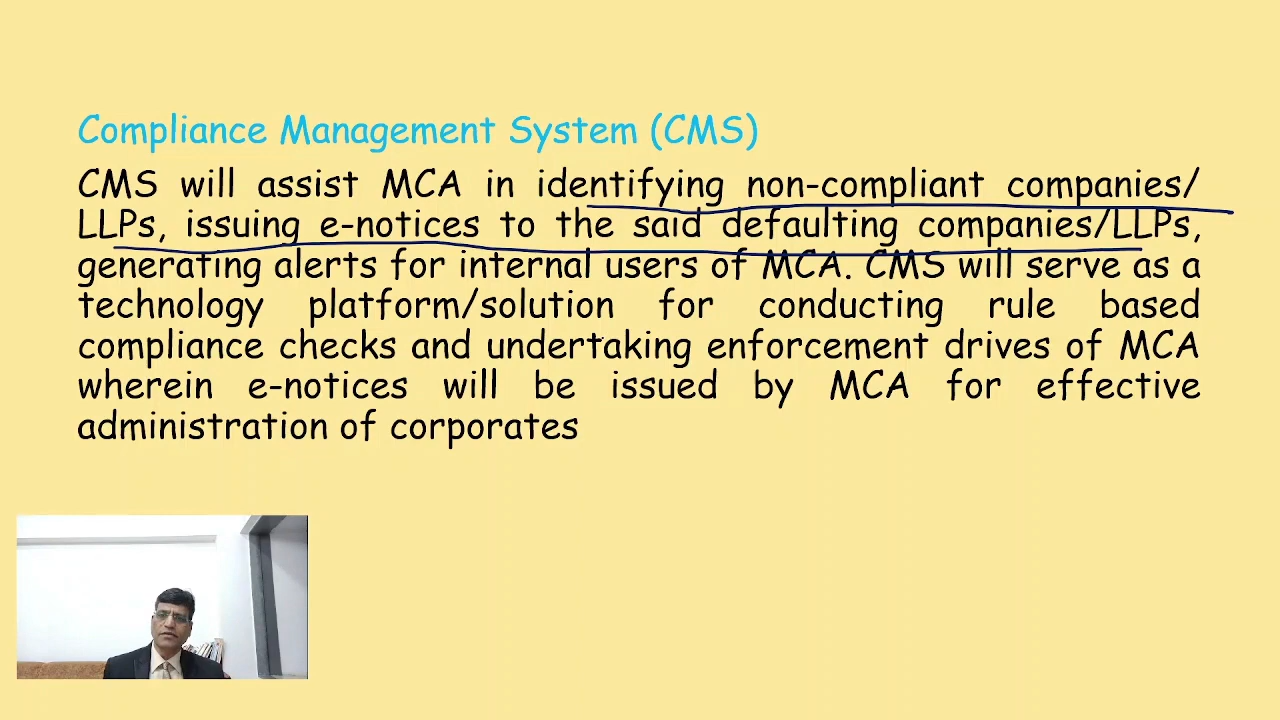 Compliance Management System (CMS)
CMS will assist MCA in identifying non-compliant companies/
LLPs, issuing e-notices to the said defaulting companies/LLPs,
generating alerts for internal users of MCA. CMS will serve as a
technology platform/solution for conducting rule based
compliance checks and undertaking enforcement drives of MCA
wherein e-notices will be issued by MCA for effective
administration of corporates